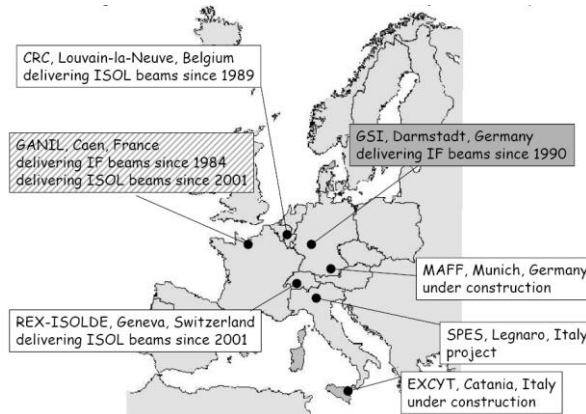 CRC, Louvain-la-Neuve, Belgium
delivering ISOL beams since 1989
GANIL, Caen, France
delivering IF beams since 1984
delivering ISOL beams since 2001
GSI, Darmstadt, Germany
delivering IF beams since 1990
MAFF, Munich, Germany
under construction
REX-ISOLDE, Geneva, Switzerland
delivering ISOL beams since 2001
SPES, Legnaro, Italy
project
EXCYT, Catania, Italy
under construction